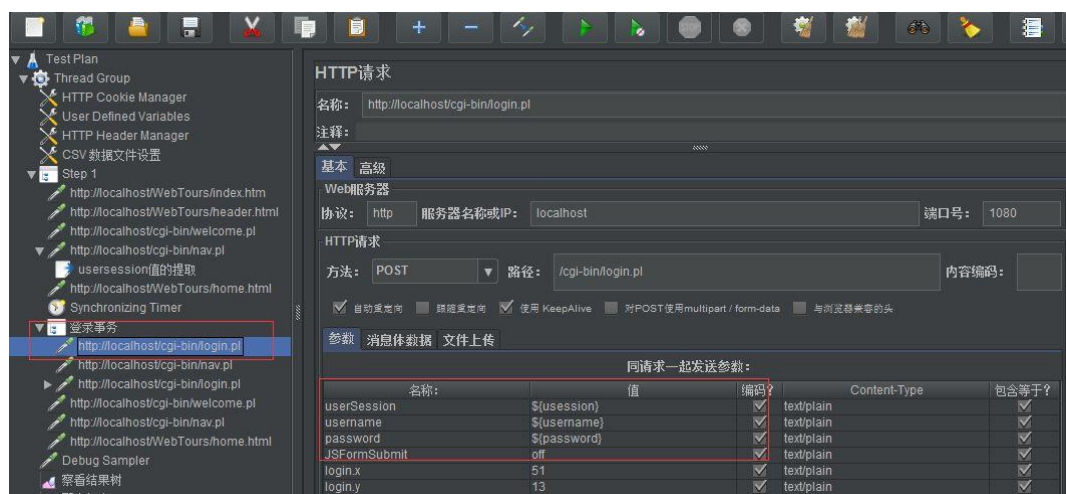 Test Plan
Thread Group
HTTP Cookie Manager
User Defined Variables
HTTP Header Manager
CSV 数据文件设置
Step 1
http://localhost/WebTours/index.htm
http://localhost/WebTours/header.html
http://localhost/cgi-bin/welcome.pl
http://localhost/cgi-bin/nav.pl
usersession值的提取
http://localhost/WebTours/home.html
Synchronizing Timer
登录事务
http://localhost/cgi-bin/login.pl
http://localhost/cgi-bin/nav.pl
http://localhost/cgi-bin/login.pl
http://localhost/cgi-bin/welcome.pl
http://localhost/cgi-bin/nav.pl
http://localhost/WebTours/home.html
Debug Sampler
察看结果树
HTTP请求
名称： http://localhost/cgi-bin/login.pl
注释：
基本 高级
Web服务器
协议： http 服务器名称或IP： localhost 端口号： 1080
HTTP请求
方法： POST 路径： /cgi-bin/login.pl 内容编码：
自动重定向 跟随重定向 使用 KeepAlive 对POST使用multipart / form-data 与浏览器兼容的头
参数 消息体数据 文件上传
同请求一起发送参数：
名称： 值 编码? Content-Type 包含等于?
userSession ${usession} text/plain
username ${username} text/plain
password ${password} text/plain
JSFormSubmit off text/plain
login.x 51 text/plain
login.y 13 text/plain